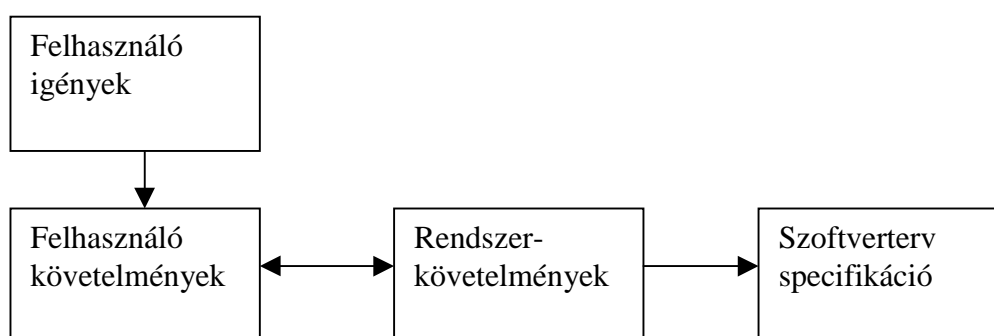 Felhasználó
igények
Felhasználó
követelmények
Rendszer-
követelmények
Szoftverterv
specifikáció